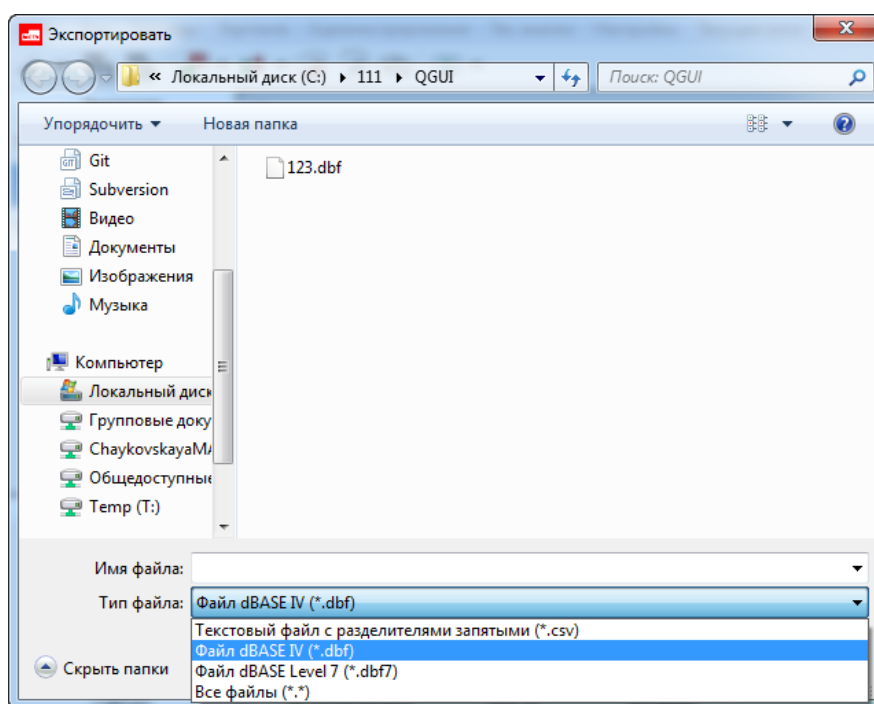 Экспортировать
« Локальный диск (C:) 111 QGUI
Поиск: QGUI
Упорядочить Новая папка
Git
Subversion
Видео
Документы
Изображения
Музыка
Компьютер
Локальный диск
Групповые доку
ChaykovskayaMA
Общедоступные
Temp (T:)
123.dbf
Имя файла:
Тип файла: Файл dBASE IV (*.dbf)
Текстовый файл с разделителями запятыми (*.csv)
Файл dBASE IV (*.dbf)
Файл dBASE Level 7 (*.dbf7)
Все файлы (*.*)
Скрыть папки